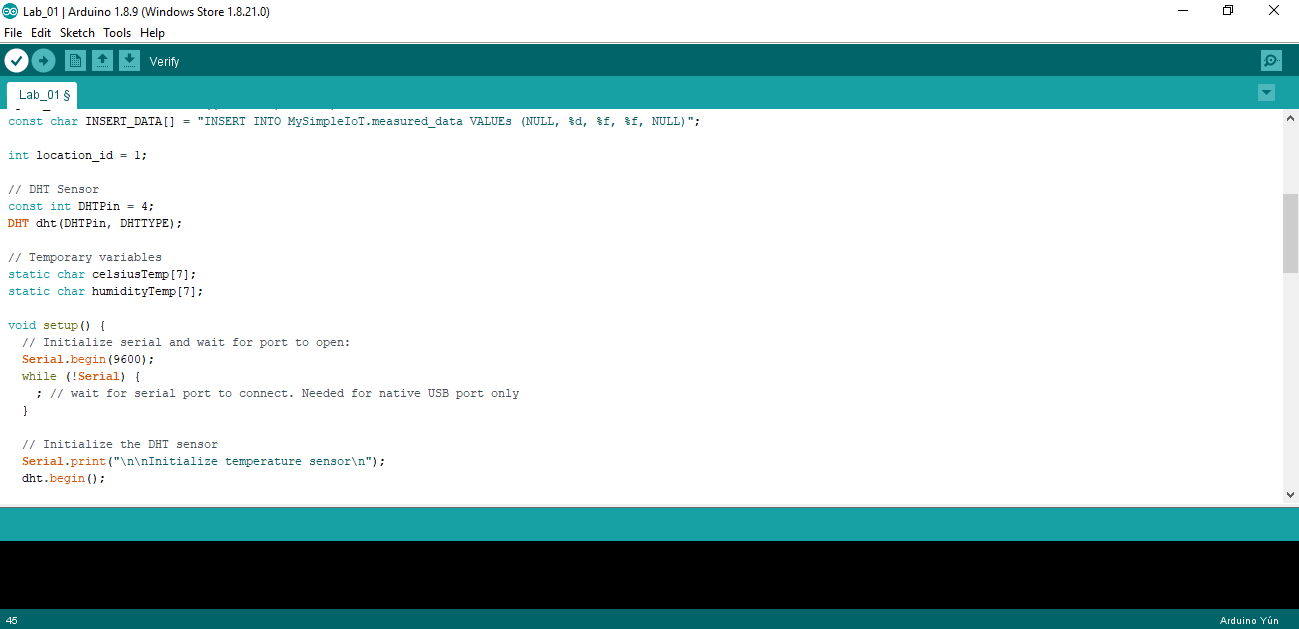 Lab_01 | Arduino 1.8.9 (Windows Store 1.8.21.0)
File Edit Sketch Tools Help
Verify
Lab_01 §
const char INSERT_DATA[] = "INSERT INTO MySimpleIoT.measured_data VALUEs (NULL, %d, %f, %f, NULL)";
int location_id = 1;
// DHT Sensor
const int DHTPin = 4;
DHT dht(DHTPin, DHTTYPE);
// Temporary variables
static char celsiusTemp[7];
static char humidityTemp[7];
void setup() {
// Initialize serial and wait for port to open:
Serial.begin(9600);
while (!Serial) {
; // wait for serial port to connect. Needed for native USB port only
}
// Initialize the DHT sensor
Serial.print("\n\nInitialize temperature sensor\n");
dht.begin();
45 Arduino Yún